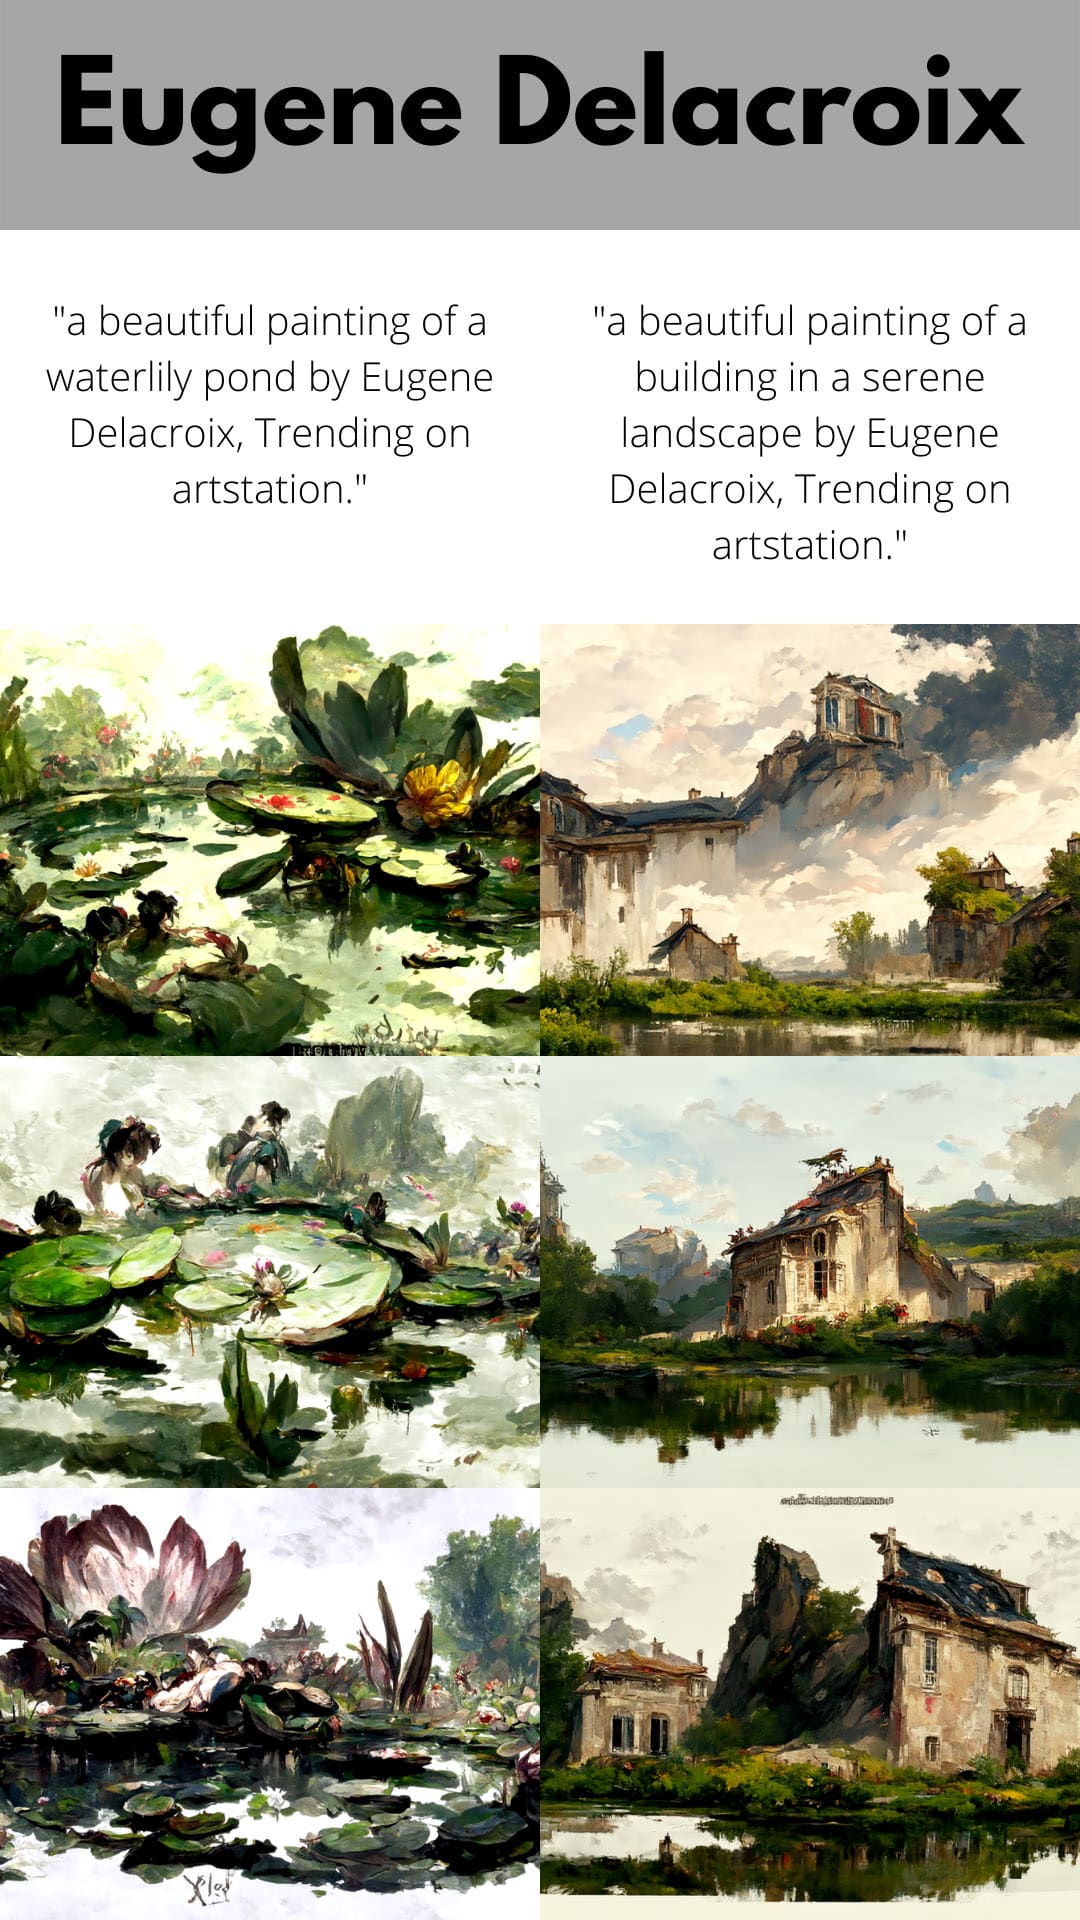 Eugene Delacroix
"a beautiful painting of a
waterlily pond by Eugene
Delacroix, Trending on
artstation."
"a beautiful painting of a
building in a serene
landscape by Eugene
Delacroix, Trending on
artstation."